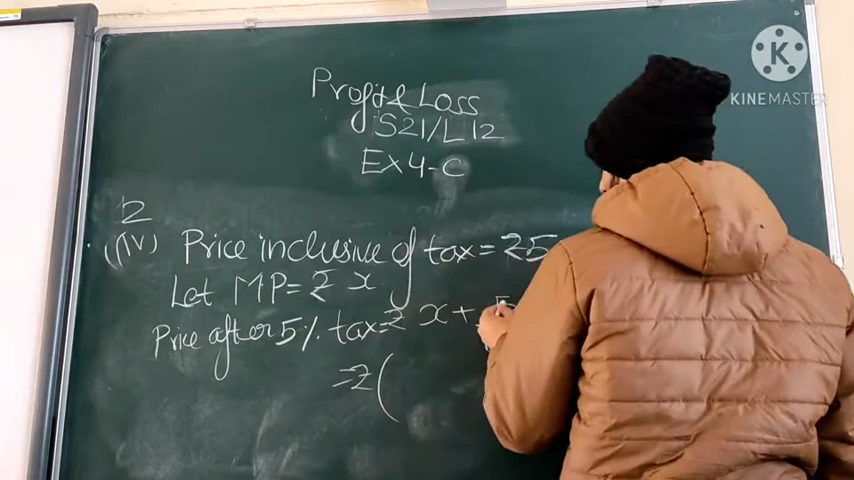 Profit & Loss
S21/L12
Ex 4-C
2
(iv) Price inclusive of tax = ₹ 25
Let MP = ₹ x
Price after 5% tax = ₹ x +
= ₹ (
K
KINEMASTER